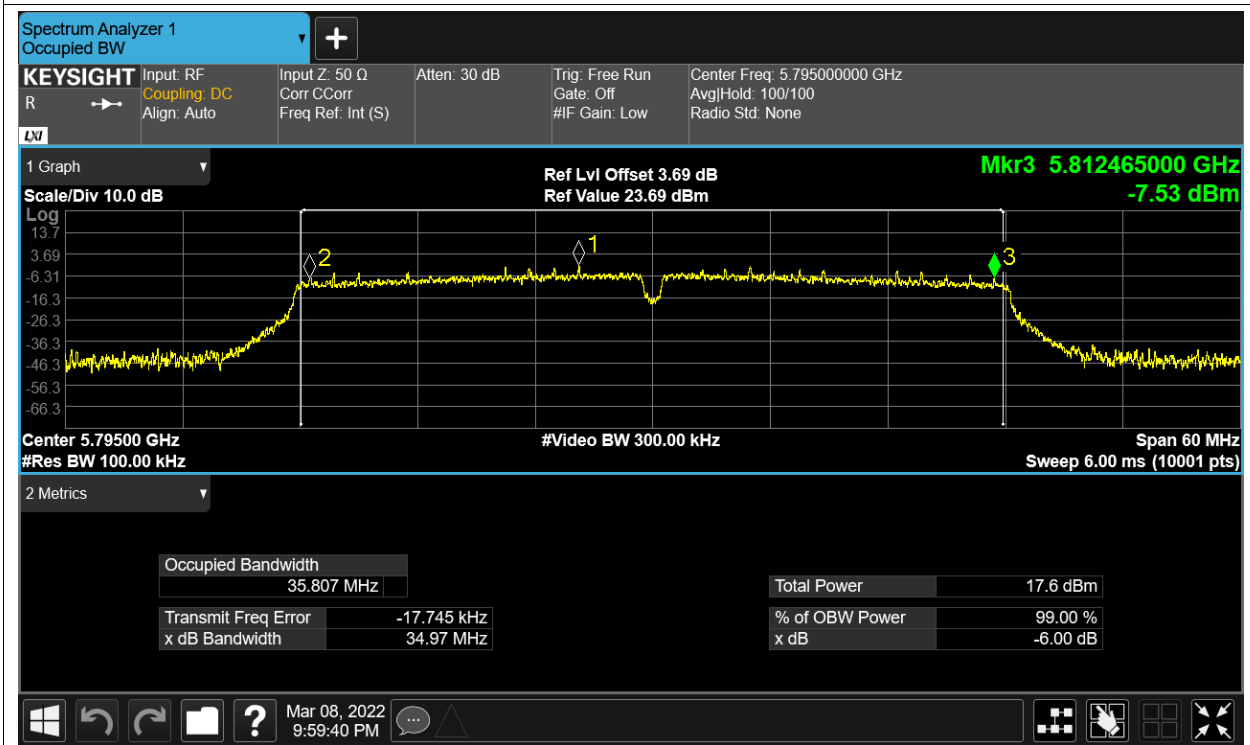 Spectrum Analyzer 1
Occupied BW
+
KEYSIGHT
R
LXI
Input: RF
Coupling: DC
Align: Auto
Input Z: 50 Ω
Corr CCorr
Freq Ref: Int (S)
Atten: 30 dB
Trig: Free Run
Gate: Off
#IF Gain: Low
Center Freq: 5.795000000 GHz
Avg|Hold: 100/100
Radio Std: None
1 Graph
Scale/Div 10.0 dB
Ref Lvl Offset 3.69 dB
Ref Value 23.69 dBm
Mkr3 5.812465000 GHz
-7.53 dBm
Log
13.7
3.69
-6.31
-16.3
-26.3
-36.3
-46.3
-56.3
-66.3
2
1
3
Center 5.79500 GHz
#Res BW 100.00 kHz
#Video BW 300.00 kHz
Span 60 MHz
Sweep 6.00 ms (10001 pts)
2 Metrics
Occupied Bandwidth
35.807 MHz
Transmit Freq Error -17.745 kHz
x dB Bandwidth 34.97 MHz
Total Power 17.6 dBm
% of OBW Power 99.00 %
x dB -6.00 dB
?
Mar 08, 2022
9:59:40 PM